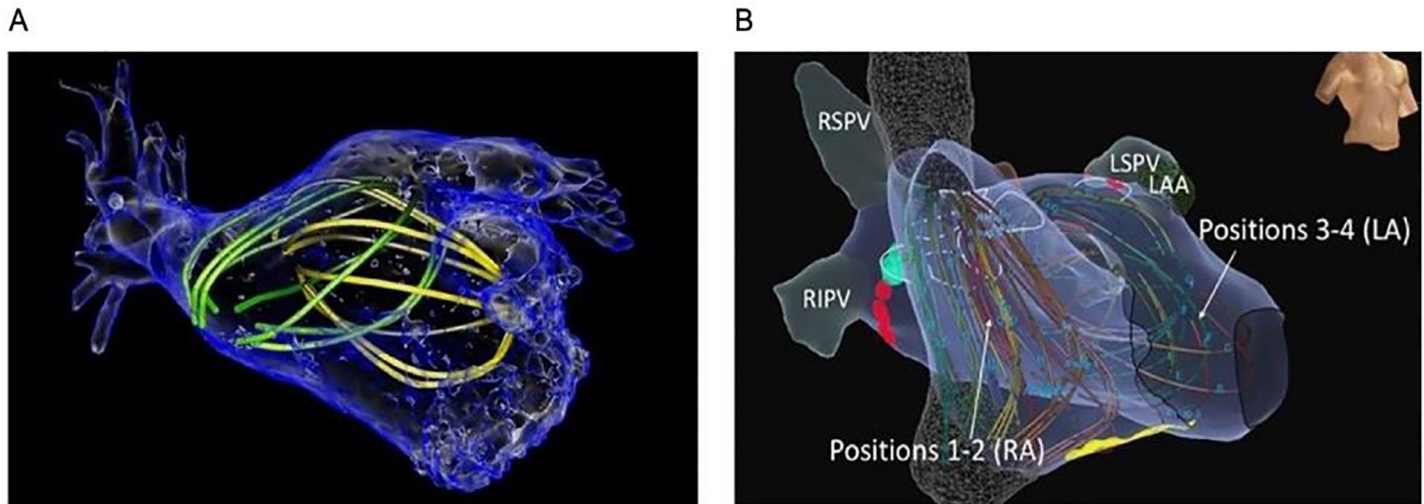 A
B
RSPV
LSPV
LAA
Positions 3-4 (LA)
RIPV
Positions 1-2 (RA)